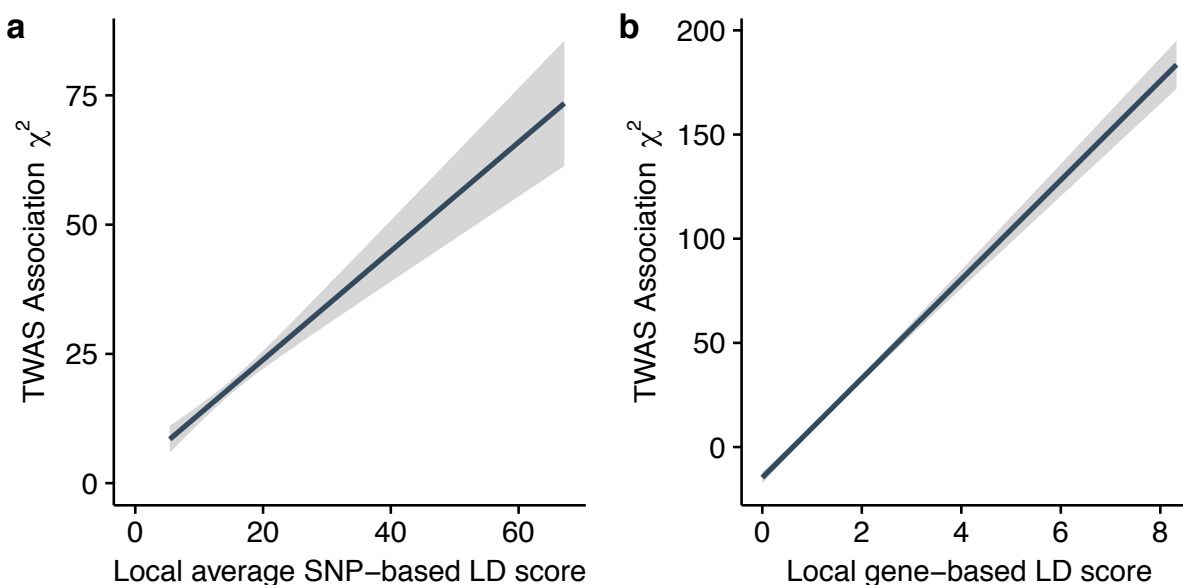 a
TWAS Association χ²
75
50
25
0
0 20 40 60
Local average SNP−based LD score
b
TWAS Association χ²
200
150
100
50
0
0 2 4 6 8
Local gene−based LD score